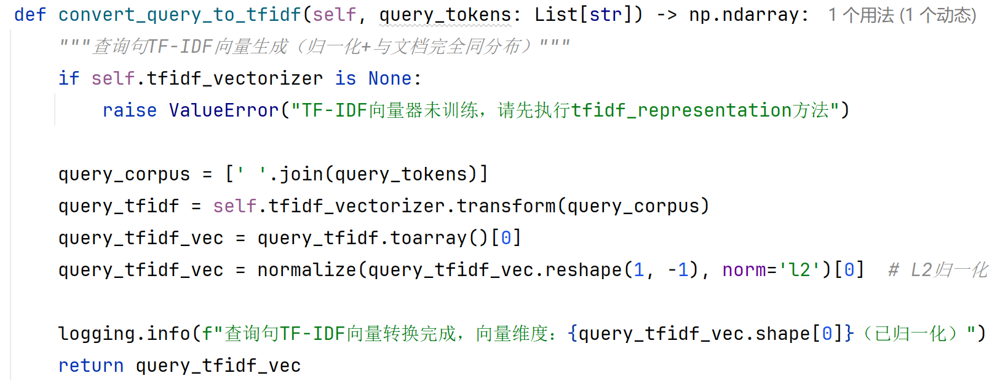 def convert_query_to_tfidf(self, query_tokens: List[str]) -> np.ndarray: 1 个用法 (1 个动态)
"""查询句TF-IDF向量生成（归一化+与文档完全同分布）"""
if self.tfidf_vectorizer is None:
raise ValueError("TF-IDF向量器未训练，请先执行tfidf_representation方法")
query_corpus = [' '.join(query_tokens)]
query_tfidf = self.tfidf_vectorizer.transform(query_corpus)
query_tfidf_vec = query_tfidf.toarray()[0]
query_tfidf_vec = normalize(query_tfidf_vec.reshape(1, -1), norm='l2')[0]  # L2归一化
logging.info(f"查询句TF-IDF向量转换完成，向量维度：{query_tfidf_vec.shape[0]}（已归一化）")
return query_tfidf_vec